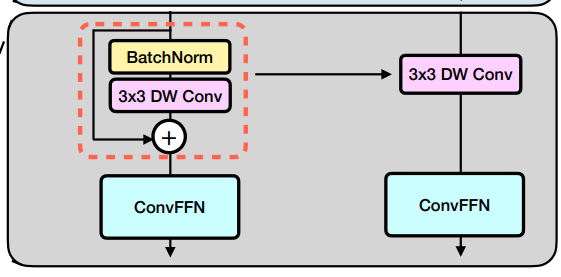 BatchNorm
3x3 DW Conv
+
ConvFFN
3x3 DW Conv
ConvFFN